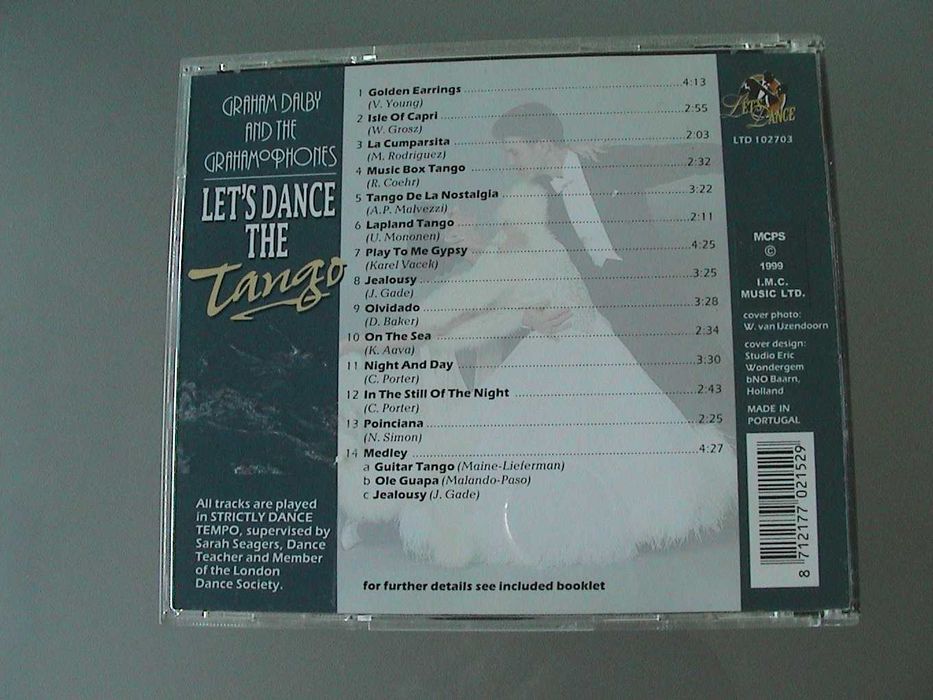 GRAHAM DALBY
AND THE
GRAHAMOPHONES
LET'S DANCE
THE
Tango
All tracks are played
in STRICTLY DANCE
TEMPO, supervised by
Sarah Seagers, Dance
Teacher and Member
of the London
Dance Society.
1 Golden Earrings 4:13
(V. Young)
2 Isle Of Capri 2:55
(W. Grosz)
3 La Cumparsita 2:03
(M. Rodriguez)
4 Music Box Tango 2:32
(R. Coehr)
5 Tango De La Nostalgia 3:22
(A.P. Malvezzi)
6 Lapland Tango 2:11
(U. Mononen)
7 Play To Me Gypsy 4:25
(Karel Vacek)
8 Jealousy 3:25
(J. Gade)
9 Olvidado 3:28
(D. Baker)
10 On The Sea 2:34
(K. Aava)
11 Night And Day 3:30
(C. Porter)
12 In The Still Of The Night 2:43
(C. Porter)
13 Poinciana 2:25
(N. Simon)
14 Medley 4:27
a Guitar Tango (Maine-Lieferman)
b Ole Guapa (Malando-Paso)
c Jealousy (J. Gade)
for further details see included booklet
LET'S
DANCE
LTD 102703
MCPS
©
1999
I.M.C.
MUSIC LTD.
cover photo:
W. van IJzendoorn
cover design:
Studio Eric
Wondergem
bNO Baarn,
Holland
MADE IN
PORTUGAL
8 712177 021529